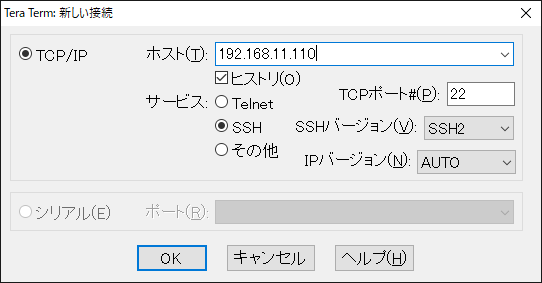 Tera Term: 新しい接続
TCP/IP ホスト(T): 192.168.11.110
ヒストリ(O)
サービス: Telnet TCPポート#(P): 22
SSH SSHバージョン(V): SSH2
その他 IPバージョン(N): AUTO
シリアル(E) ポート(R):
OK キャンセル ヘルプ(H)